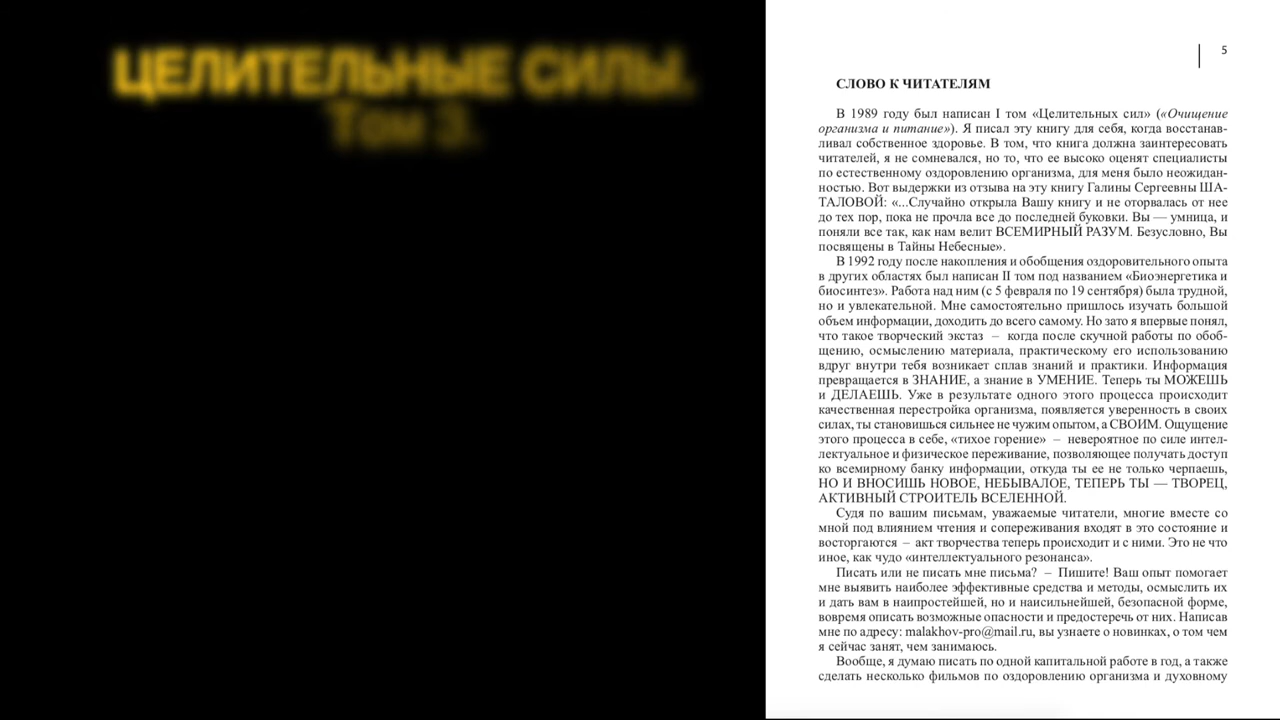 ЦЕЛИТЕЛЬНЫЕ СИЛЫ.
Том 3.
5
СЛОВО К ЧИТАТЕЛЯМ
В 1989 году был написан I том «Целительных сил» («Очищение
организма и питание»). Я писал эту книгу для себя, когда восстанав-
ливал собственное здоровье. В том, что книга должна заинтересовать
читателей, я не сомневался, но то, что ее высоко оценят специалисты
по естественному оздоровлению организма, для меня было неожидан-
ностью. Вот выдержки из отзыва на эту книгу Галины Сергеевны ША-
ТАЛОВОЙ: «...Случайно открыла Вашу книгу и не оторвалась от нее
до тех пор, пока не прочла все до последней буковки. Вы — умница, и
поняли все так, как нам велит ВСЕМИРНЫЙ РАЗУМ. Безусловно, Вы
посвящены в Тайны Небесные».
В 1992 году после накопления и обобщения оздоровительного опыта
в других областях был написан II том под названием «Биоэнергетика и
биосинтез». Работа над ним (с 5 февраля по 19 сентября) была трудной,
но и увлекательной. Мне самостоятельно пришлось изучать большой
объем информации, доходить до всего самому. Но зато я впервые понял,
что такое творческий экстаз – когда после скучной работы по обоб-
щению, осмыслению материала, практическому его использованию
вдруг внутри тебя возникает сплав знаний и практики. Информация
превращается в ЗНАНИЕ, а знание в УМЕНИЕ. Теперь ты МОЖЕШЬ
и ДЕЛАЕШЬ. Уже в результате одного этого процесса происходит
качественная перестройка организма, появляется уверенность в своих
силах, ты становишься сильнее не чужим опытом, а СВОИМ. Ощущение
этого процесса в себе, «тихое горение» – невероятное по силе интел-
лектуальное и физическое переживание, позволяющее получать доступ
ко всемирному банку информации, откуда ты ее не только черпаешь,
НО И ВНОСИШЬ НОВОЕ, НЕБЫВАЛОЕ, ТЕПЕРЬ ТЫ — ТВОРЕЦ,
АКТИВНЫЙ СТРОИТЕЛЬ ВСЕЛЕННОЙ.
Судя по вашим письмам, уважаемые читатели, многие вместе со
мной под влиянием чтения и сопереживания входят в это состояние и
восторгаются – акт творчества теперь происходит и с ними. Это не что
иное, как чудо «интеллектуального резонанса».
Писать или не писать мне письма? – Пишите! Ваш опыт помогает
мне выявить наиболее эффективные средства и методы, осмыслить их
и дать вам в наипростейшей, но и наисильнейшей, безопасной форме,
вовремя описать возможные опасности и предостеречь от них. Написав
мне по адресу: malakhov-pro@mail.ru, вы узнаете о новинках, о том чем
я сейчас занят, чем занимаюсь.
Вообще, я думаю писать по одной капитальной работе в год, а также
сделать несколько фильмов по оздоровлению организма и духовному